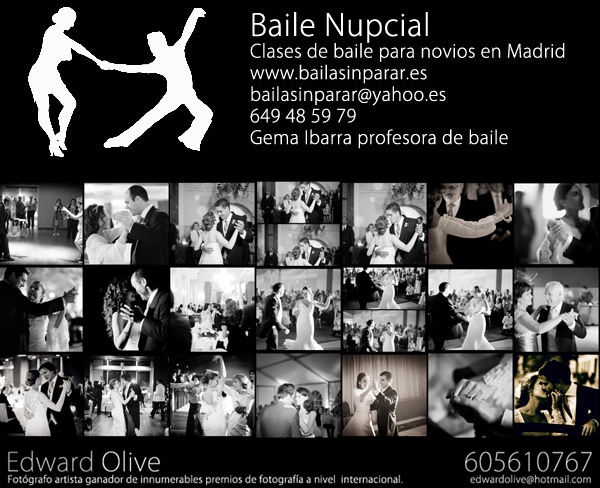 Baile Nupcial
Clases de baile para novios en Madrid
www.bailasinparar.es
bailasinparar@yahoo.es
649 48 59 79
Gema Ibarra profesora de baile
Edward Olive
605610767
Fotógrafo artista ganador de innumerables premios de fotografía a nivel internacional.
edwardolive@hotmail.com